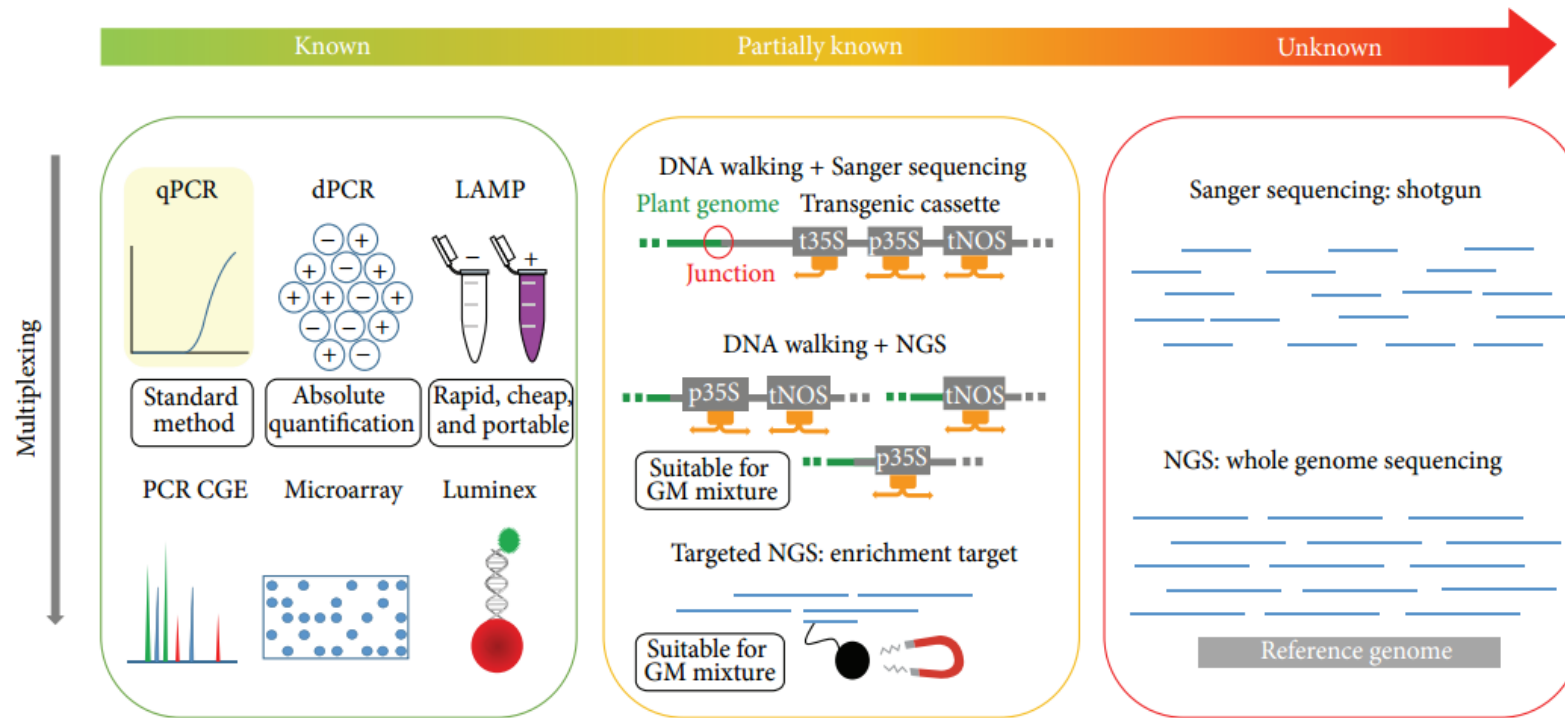 Known
Partially known
Unknown
Multiplexing
qPCR
dPCR
LAMP
− +
+ − +
+ + − +
− − +
+ −
− +
Standard
method
Absolute
quantification
Rapid, cheap,
and portable
PCR CGE
Microarray
Luminex
DNA walking + Sanger sequencing
Plant genome
Transgenic cassette
t35S
p35S
tNOS
Junction
DNA walking + NGS
p35S
tNOS
tNOS
p35S
Suitable for
GM mixture
Targeted NGS: enrichment target
Suitable for
GM mixture
Sanger sequencing: shotgun
NGS: whole genome sequencing
Reference genome